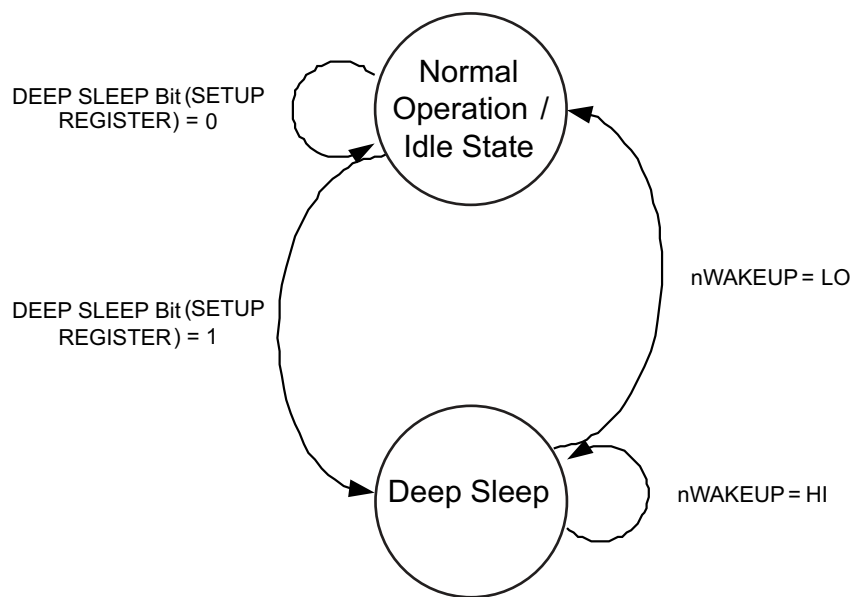 Normal
Operation /
Idle State
DEEP SLEEP Bit (SETUP
REGISTER) = 0
nWAKEUP = LO
DEEP SLEEP Bit (SETUP
REGISTER) = 1
Deep Sleep
nWAKEUP = HI